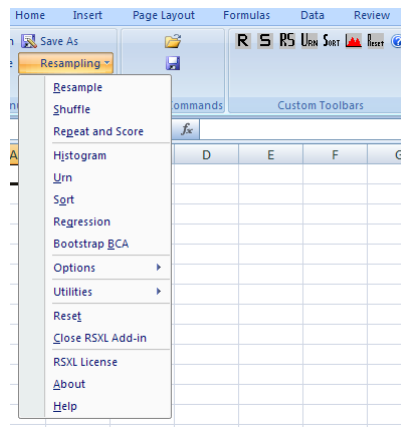 Home Insert Page Layout Formulas Data Review
Save As R S RS URN SORT Reset
Resampling
ommands Custom Toolbars
Resample
Shuffle
Repeat and Score fx
Histogram A D E F
Urn
Sort
Regression
Bootstrap BCA
Options
Utilities
Reset
Close RSXL Add-in
RSXL License
About
Help